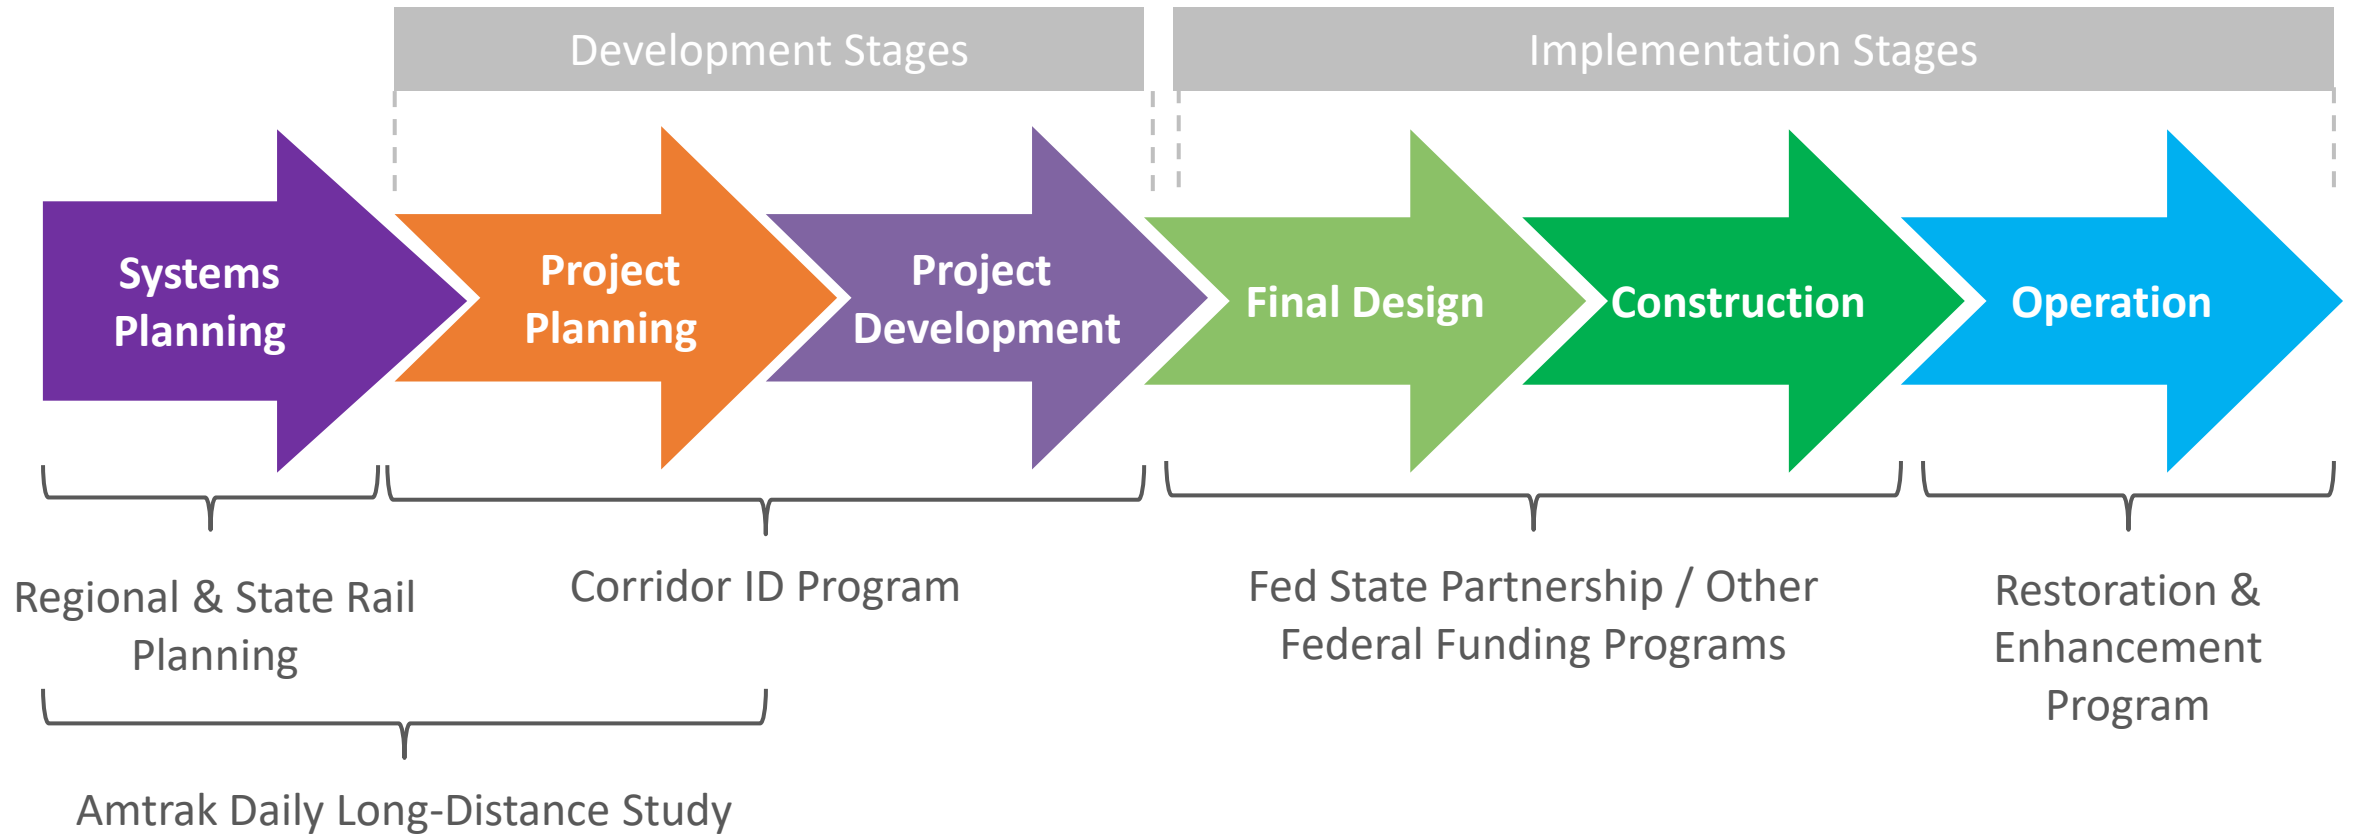 Development Stages
Implementation Stages
Systems
Planning
Project
Planning
Project
Development
Final Design
Construction
Operation
Regional & State Rail
Planning
Corridor ID Program
Fed State Partnership / Other
Federal Funding Programs
Restoration &
Enhancement
Program
Amtrak Daily Long-Distance Study